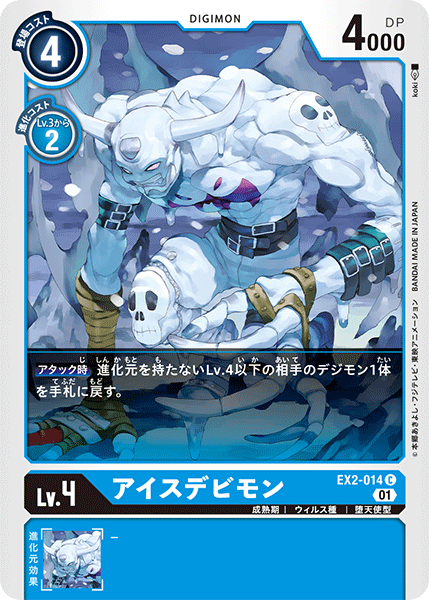 登場コスト
4
DIGIMON
DP
4000
進化コスト
Lv.3から
2
koki
アタック時 進化元を持たないLv.4以下の相手のデジモン1体
を手札に戻す。
©本郷あきよし・フジテレビ・東映アニメーション BANDAI MADE IN JAPAN
Lv.4
アイスデビモン
EX2-014 C
01
成熟期 | ウィルス種 | 堕天使型
進化元効果
–